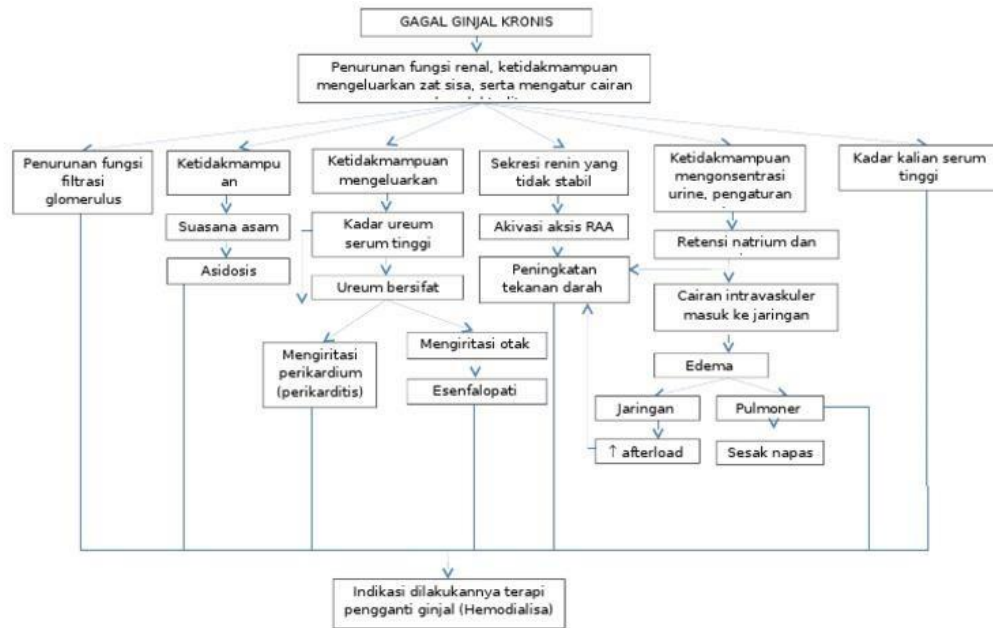 GAGAL GINJAL KRONIS
Penurunan fungsi renal, ketidakmampuan
mengeluarkan zat sisa, serta mengatur cairan
Penurunan fungsi
filtrasi
glomerulus
Ketidakmampu
an
Suasana asam
Asidosis
Ketidakmampuan
mengeluarkan
Kadar ureum
serum tinggi
Ureum bersifat
Mengiritasi
perikardium
(perikarditis)
Mengiritasi otak
Esenfalopati
Sekresi renin yang
tidak stabil
Akivasi aksis RAA
Peningkatan
tekanan darah
Ketidakmampuan
mengonsentrasi
urine, pengaturan
Retensi natrium dan
Cairan intravaskuler
masuk ke jaringan
Edema
Jaringan
↑ afterload
Pulmoner
Sesak napas
Kadar kalian serum
tinggi
Indikasi dilakukannya terapi
pengganti ginjal (Hemodialisa)